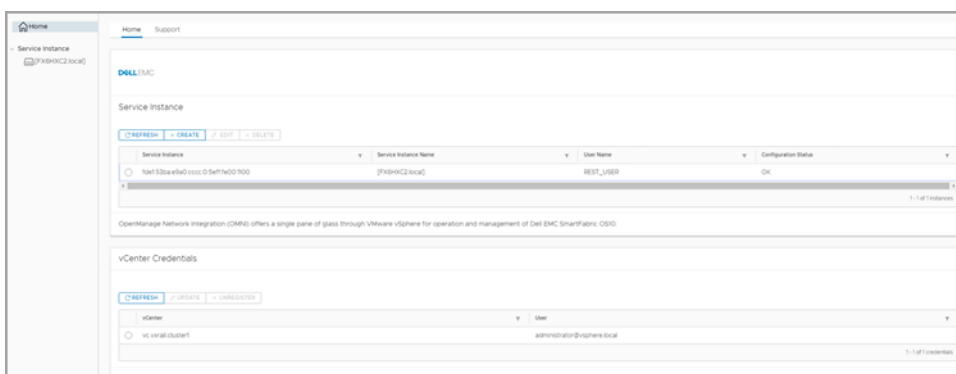 Home
Home Support
Service Instance
[FX6HXC2.local]
DELL EMC
Service Instance
REFRESH + CREATE EDIT × DELETE
Service Instance Service Instance Name User Name Configuration Status
[FX6HXC2.local] REST_USER OK
1 - 1 of 1 instances
OpenManage Network Integration (OMNI) offers a single pane of glass through VMware vSphere for operation and management of Dell EMC SmartFabric OS10.
vCenter Credentials
REFRESH UPDATE × UNREGISTER
vCenter User
vc.vxrail.cluster1 administrator@vsphere.local
1 - 1 of 1 credentials